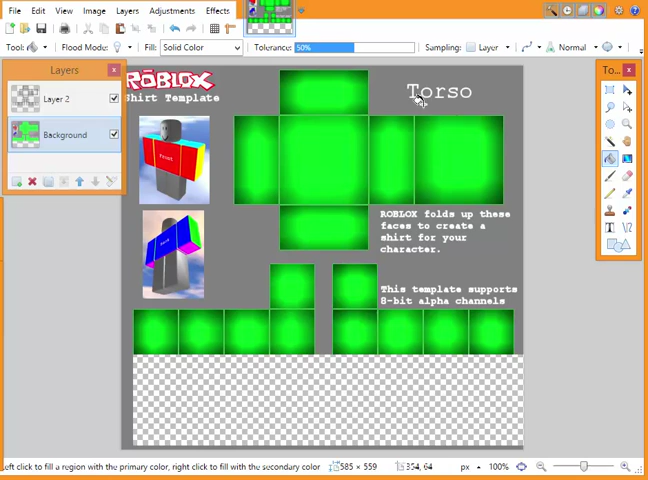 File Edit View Image Layers Adjustments Effects
Tool: Flood Mode: Fill: Solid Color Tolerance: 50% Sampling: Layer Normal
Layers
Layer 2
Background
To...
ROBLOX
Shirt Template
Torso
ROBLOX folds up these
faces to create a
shirt for your
character.
This template supports
8-bit alpha channels
Left click to fill a region with the primary color, right click to fill with the secondary color 585 × 559 354, 64 px 100%